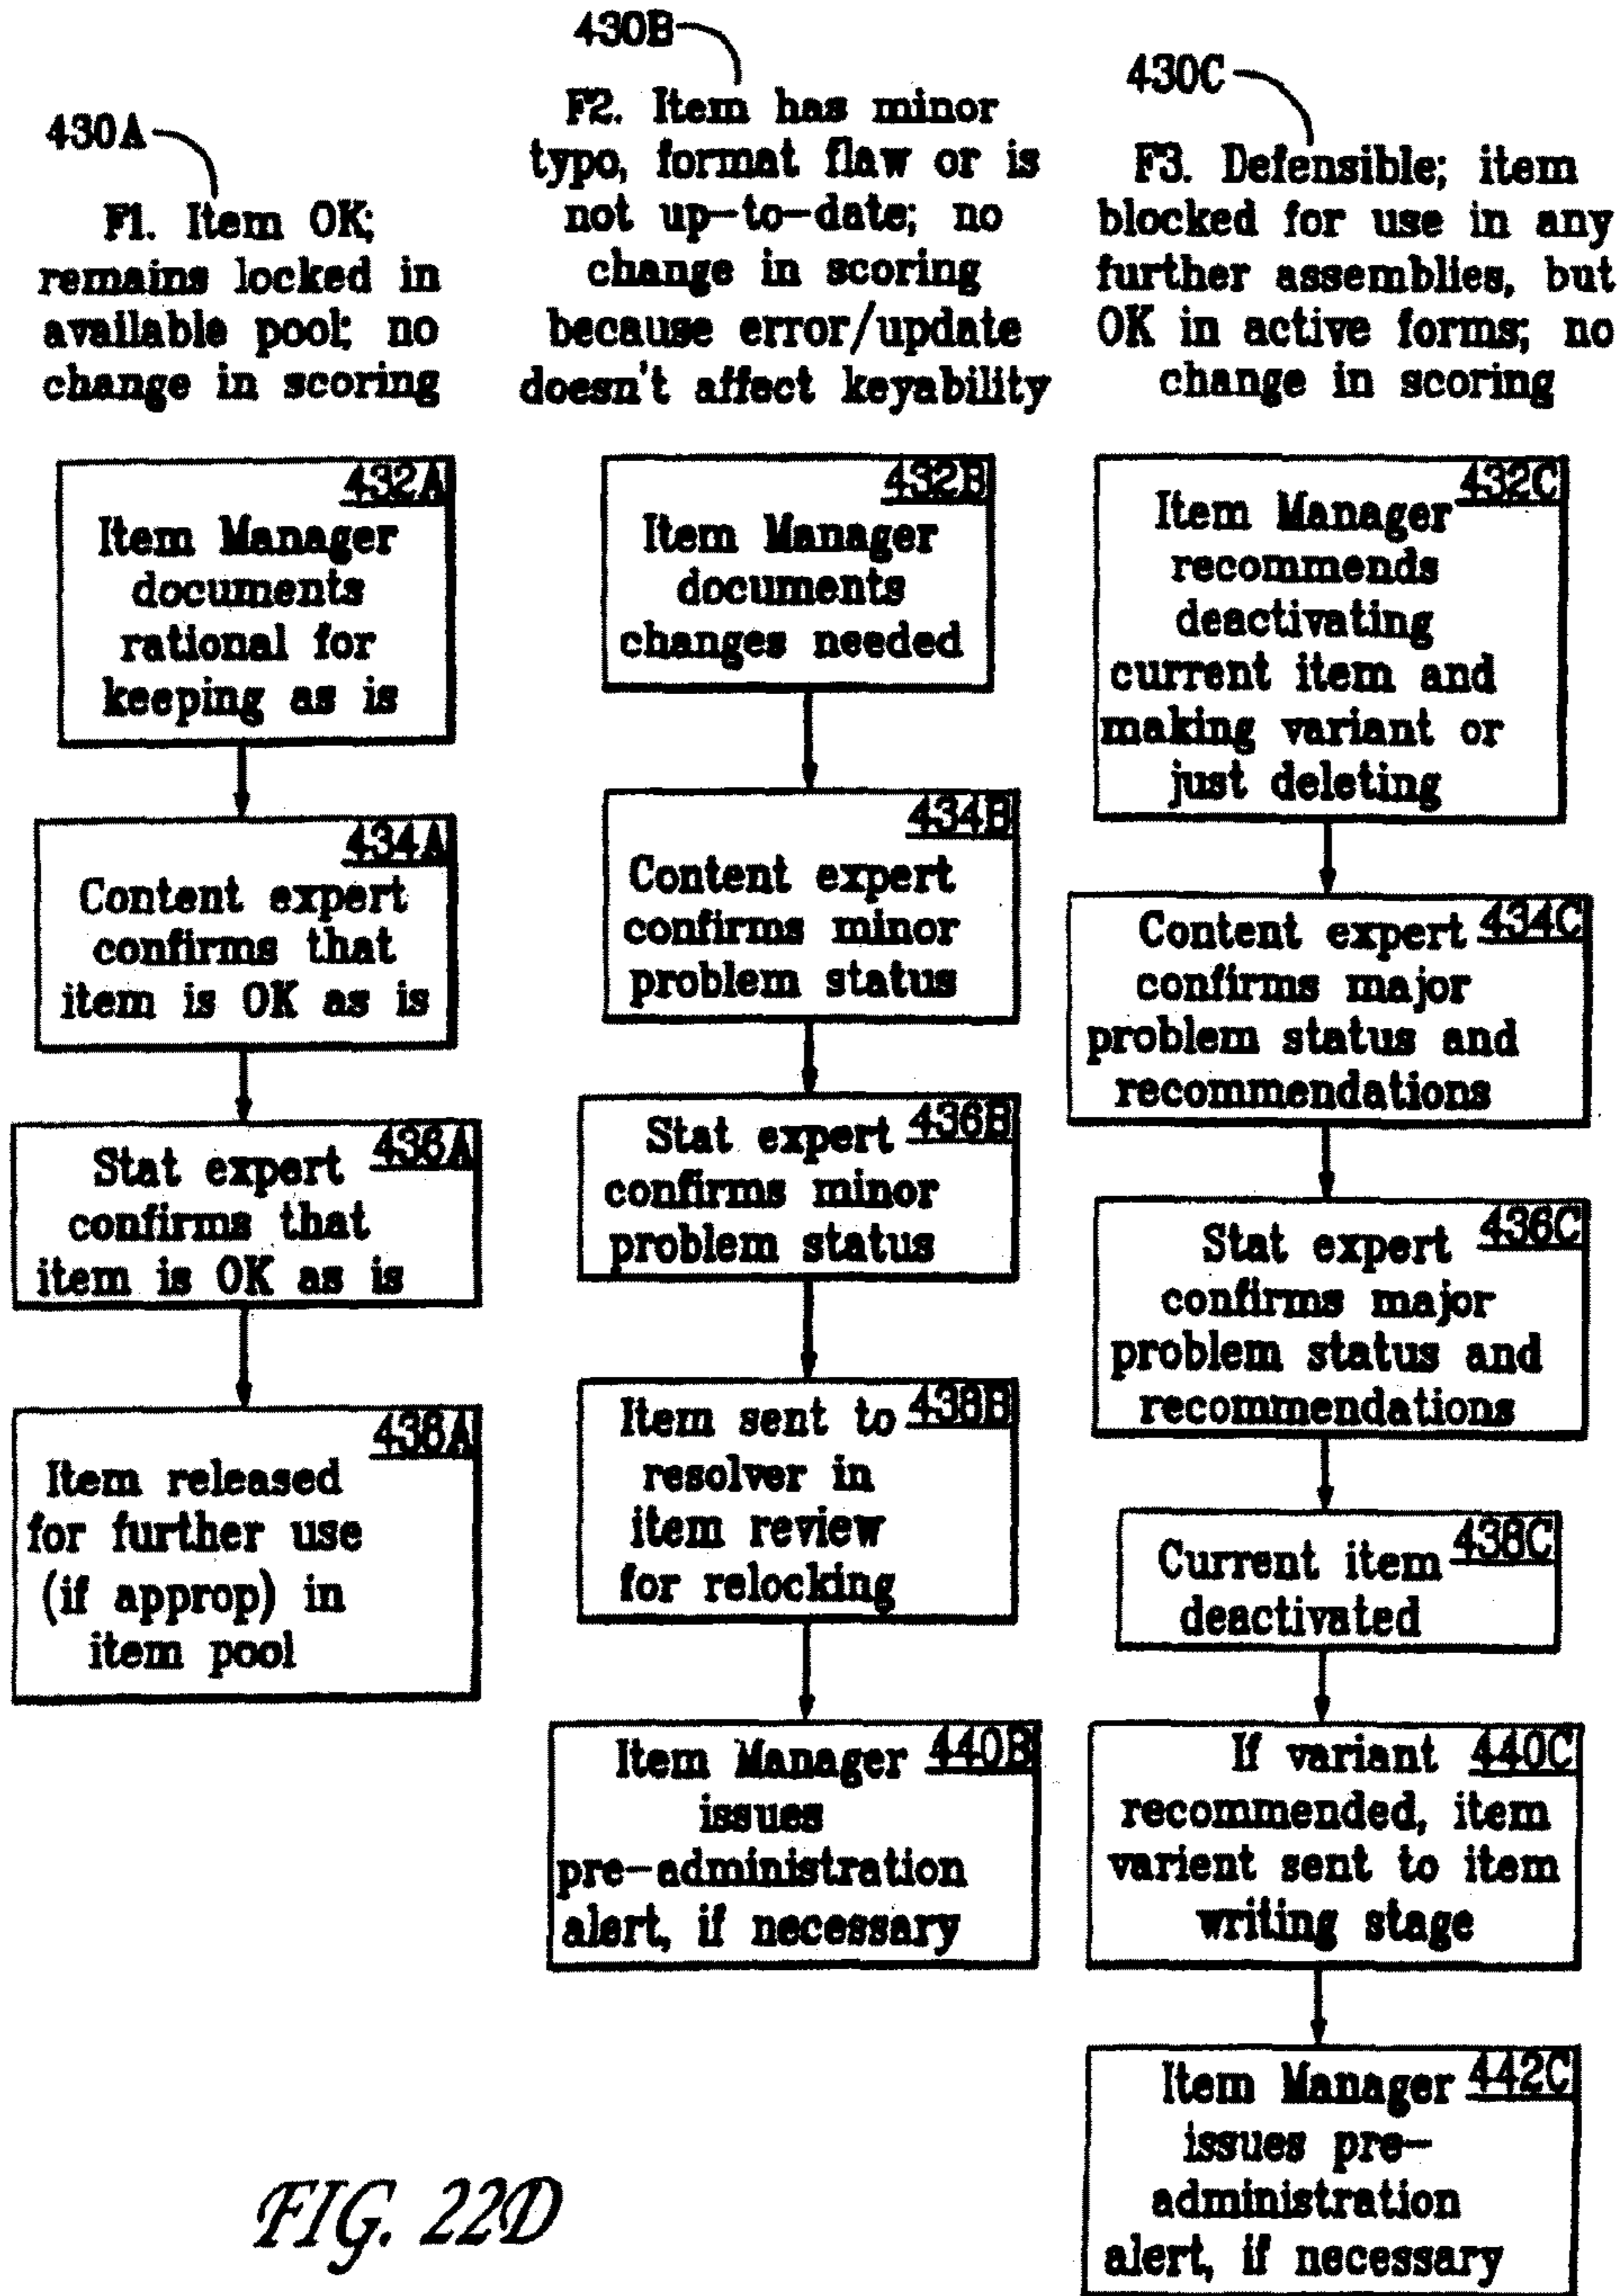 430A
F1. Item OK;
remains locked in
available pool; no
change in scoring
432A
Item Manager
documents
rational for
keeping as is
434A
Content expert
confirms that
item is OK as is
436A
Stat expert
confirms that
item is OK as is
438A
Item released
for further use
(if approp) in
item pool
430B
F2. Item has minor
typo, format flaw or is
not up-to-date; no
change in scoring
because error/update
doesn't affect keyability
432B
Item Manager
documents
changes needed
434B
Content expert
confirms minor
problem status
436B
Stat expert
confirms minor
problem status
438B
Item sent to
resolver in
item review
for relocking
440B
Item Manager
issues
pre-administration
alert, if necessary
430C
F3. Defensible; item
blocked for use in any
further assemblies, but
OK in active forms; no
change in scoring
432C
Item Manager
recommends
deactivating
current item and
making variant or
just deleting
434C
Content expert
confirms major
problem status and
recommendations
436C
Stat expert
confirms major
problem status and
recommendations
438C
Current item
deactivated
440C
If variant
recommended, item
varient sent to item
writing stage
442C
Item Manager
issues pre-
administration
alert, if necessary
FIG. 22D